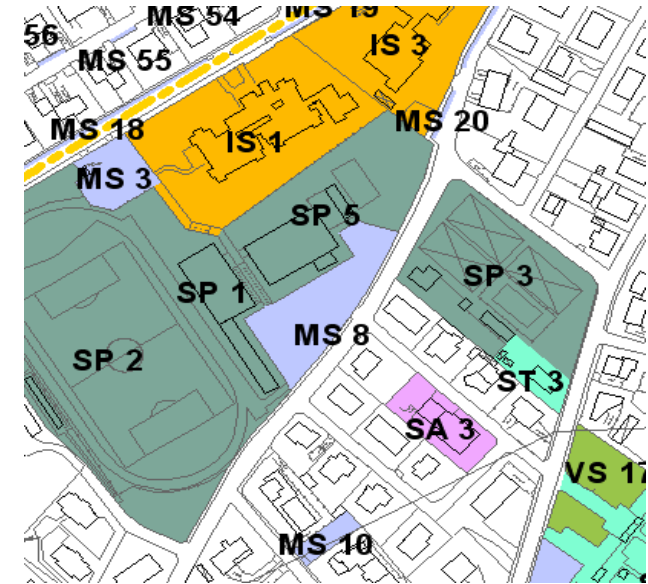 MS 54
MS 19
56
IS 3
MS 55
MS 18
MS 20
IS 1
MS 3
SP 5
SP 3
SP 1
MS 8
SP 2
ST 3
SA 3
VS 17
MS 10